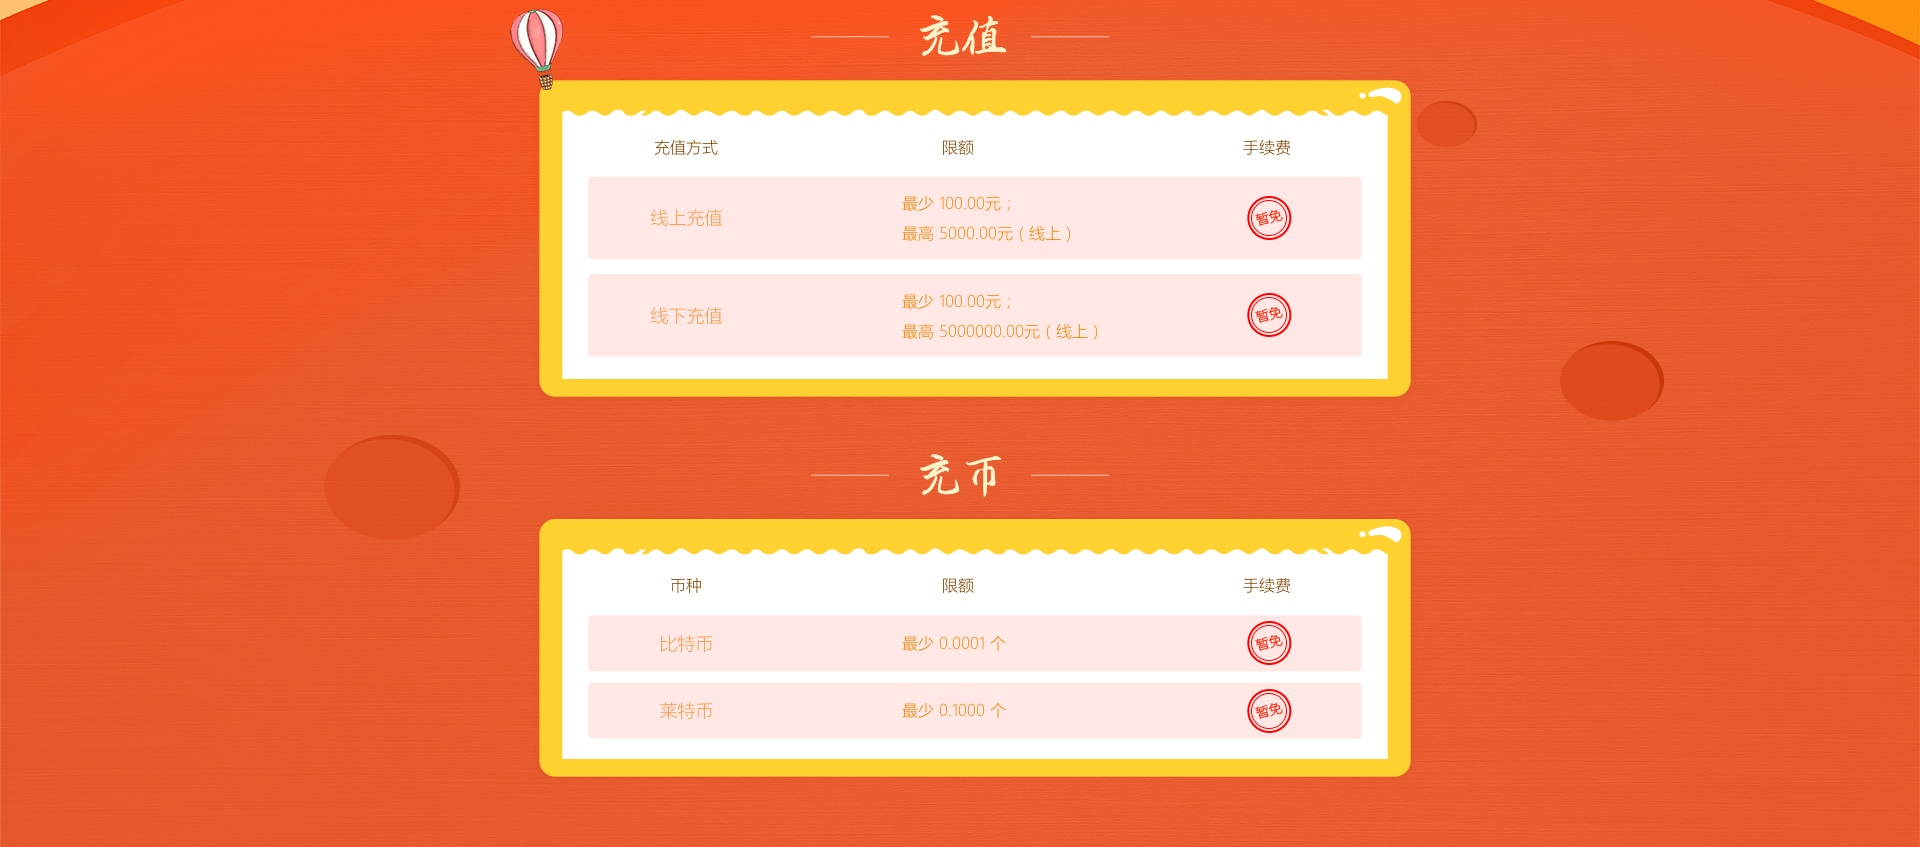 充值
充值方式 限额 手续费
线上充值 最少 100.00元 ; 暂免
最高 5000.00元 ( 线上 )
线下充值 最少 100.00元 ; 暂免
最高 5000000.00元 ( 线上 )
充币
币种 限额 手续费
比特币 最少 0.0001 个 暂免
莱特币 最少 0.1000 个 暂免